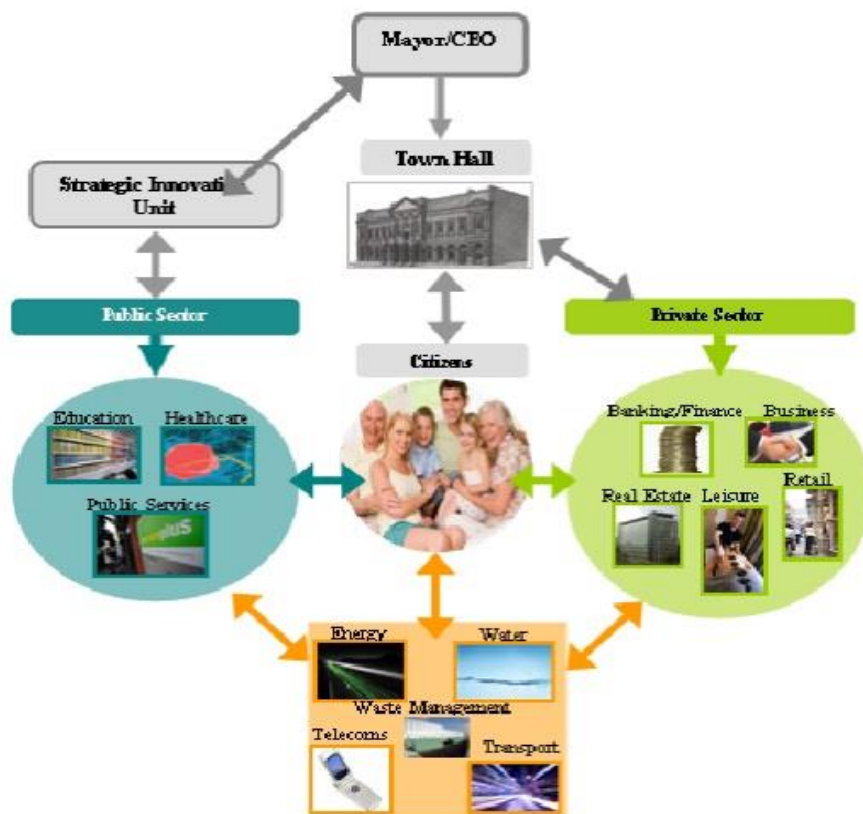 Mayor/CEO
Town Hall
Strategic Innovation
Unit
Public Sector
Private Sector
Citizens
Education
Healthcare
Public Services
Banking/Finance
Business
Real Estate
Leisure
Retail
Energy
Water
Waste Management
Telecoms
Transport